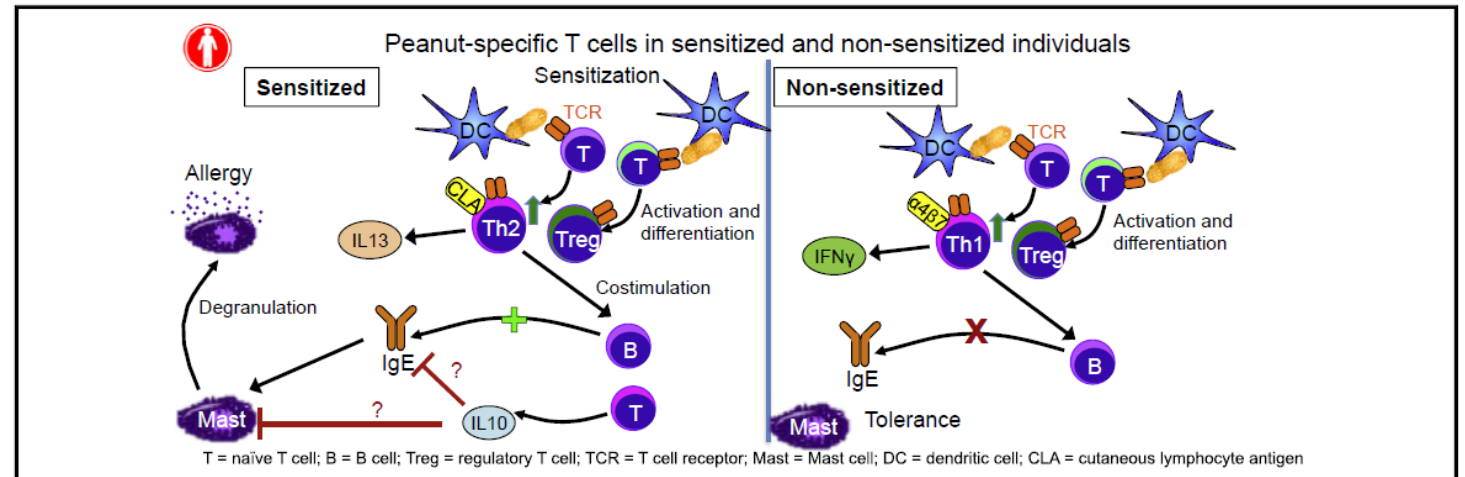 Peanut-specific T cells in sensitized and non-sensitized individuals
Sensitized
Sensitization
DC
TCR
DC
T
T
Allergy
CLA
Th2
Treg
Activation and
differentiation
IL13
Degranulation
Costimulation
IgE
B
?
Mast
?
IL10
T
Non-sensitized
DC
TCR
DC
T
T
α4β7
Th1
Treg
Activation and
differentiation
IFNγ
X
IgE
B
Mast
Tolerance
T = naïve T cell; B = B cell; Treg = regulatory T cell; TCR = T cell receptor; Mast = Mast cell; DC = dendritic cell; CLA = cutaneous lymphocyte antigen